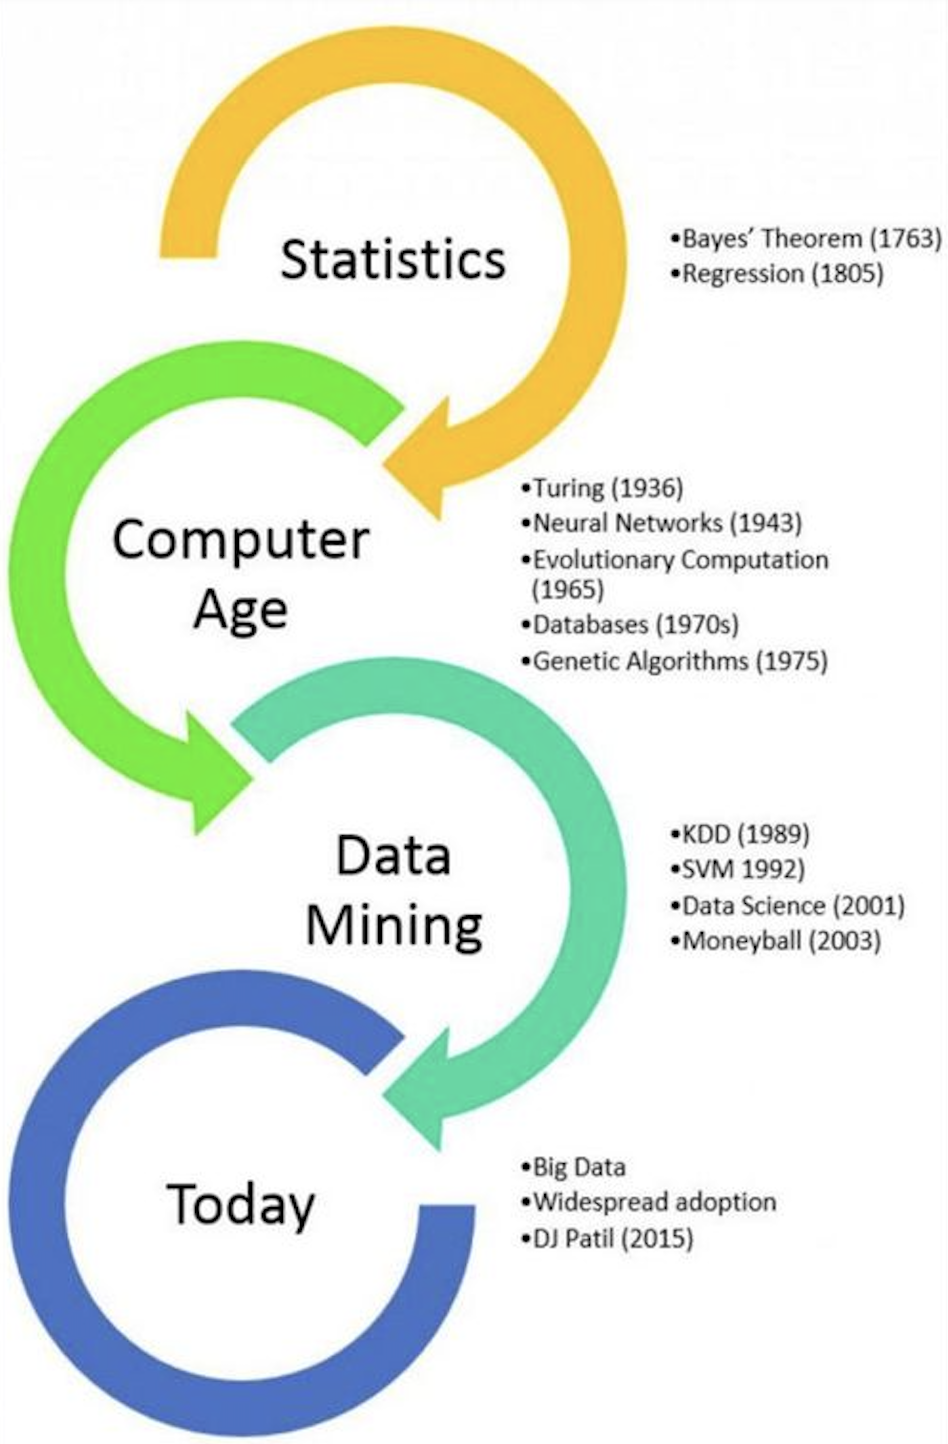 Statistics
•Bayes’ Theorem (1763)
•Regression (1805)
Computer
Age
•Turing (1936)
•Neural Networks (1943)
•Evolutionary Computation
(1965)
•Databases (1970s)
•Genetic Algorithms (1975)
Data
Mining
•KDD (1989)
•SVM 1992)
•Data Science (2001)
•Moneyball (2003)
Today
•Big Data
•Widespread adoption
•DJ Patil (2015)